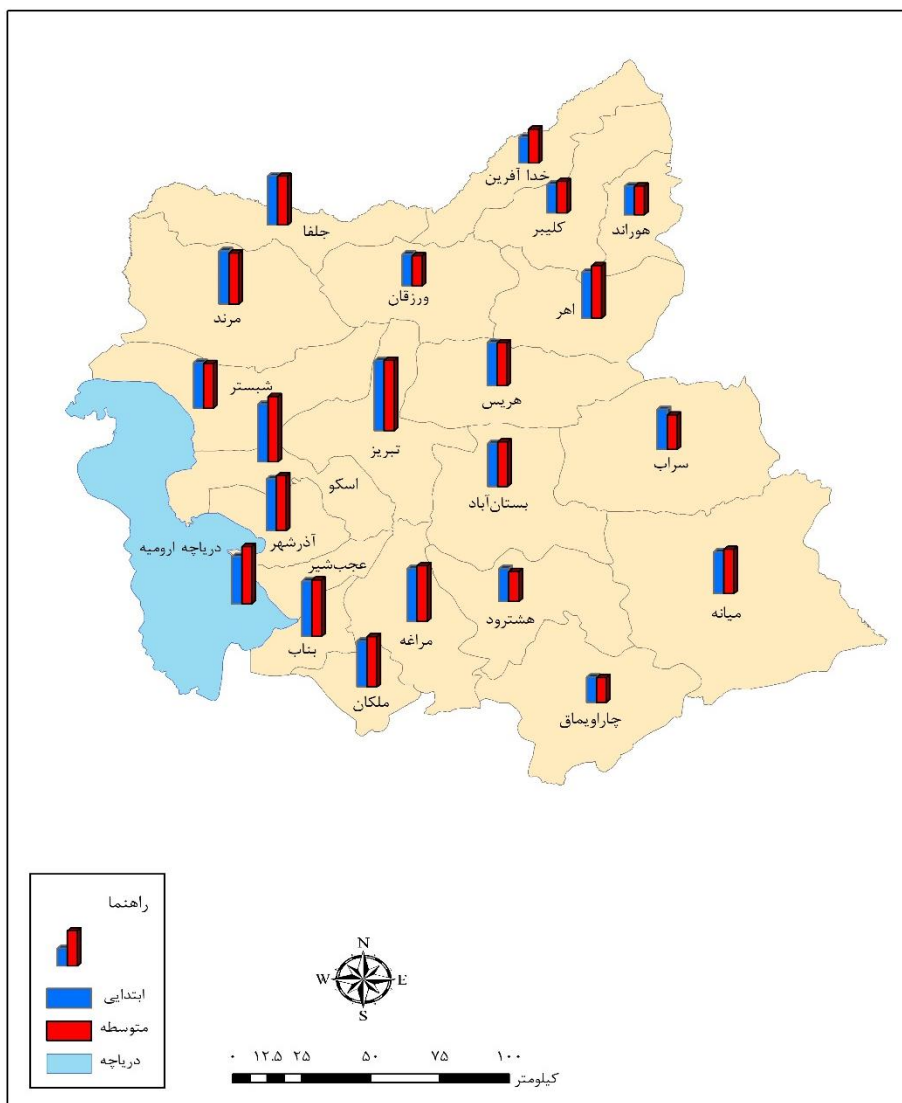 خدا آفرین
کلیبر
هوراند
جلفا
ورزقان
اهر
مرند
شبستر
هریس
تبریز
سراب
اسکو
بستان‌آباد
آذرشهر
دریاچه ارومیه
عجب‌شیر
میانه
هشترود
مراغه
بناب
ملکان
چاراویماق
راهنما
ابتدایی
متوسطه
دریاچه
N
W E
S
۰ ۱۲.۵ ۲۵ ۵۰ ۷۵ ۱۰۰
کیلومتر